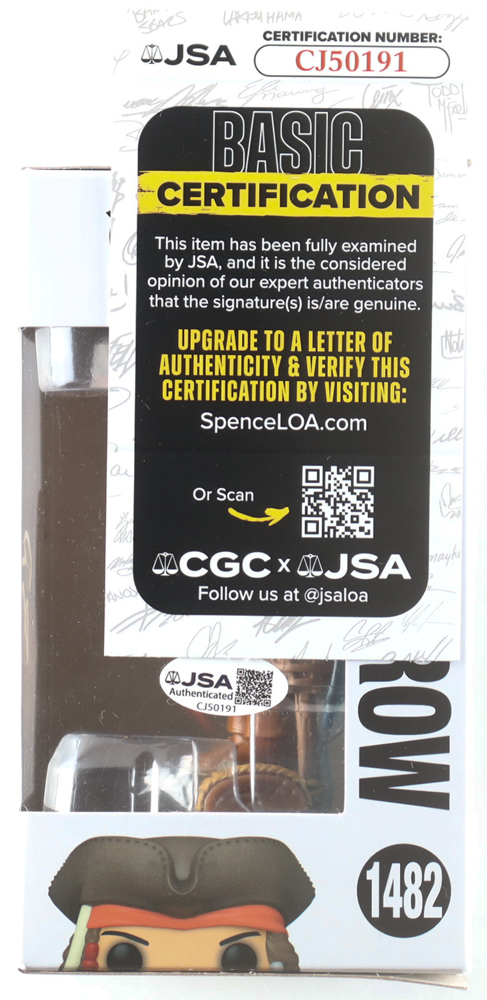 LARRY HAMA
JSA
CERTIFICATION NUMBER:
CJ50191
BASIC
CERTIFICATION
This item has been fully examined
by JSA, and it is the considered
opinion of our expert authenticators
that the signature(s) is/are genuine.
UPGRADE TO A LETTER OF
AUTHENTICITY & VERIFY THIS
CERTIFICATION BY VISITING:
SpenceLOA.com
Or Scan
CGC x JSA
Follow us at @jsaloa
JSA
Authenticated
CJ50191
ROW
1482